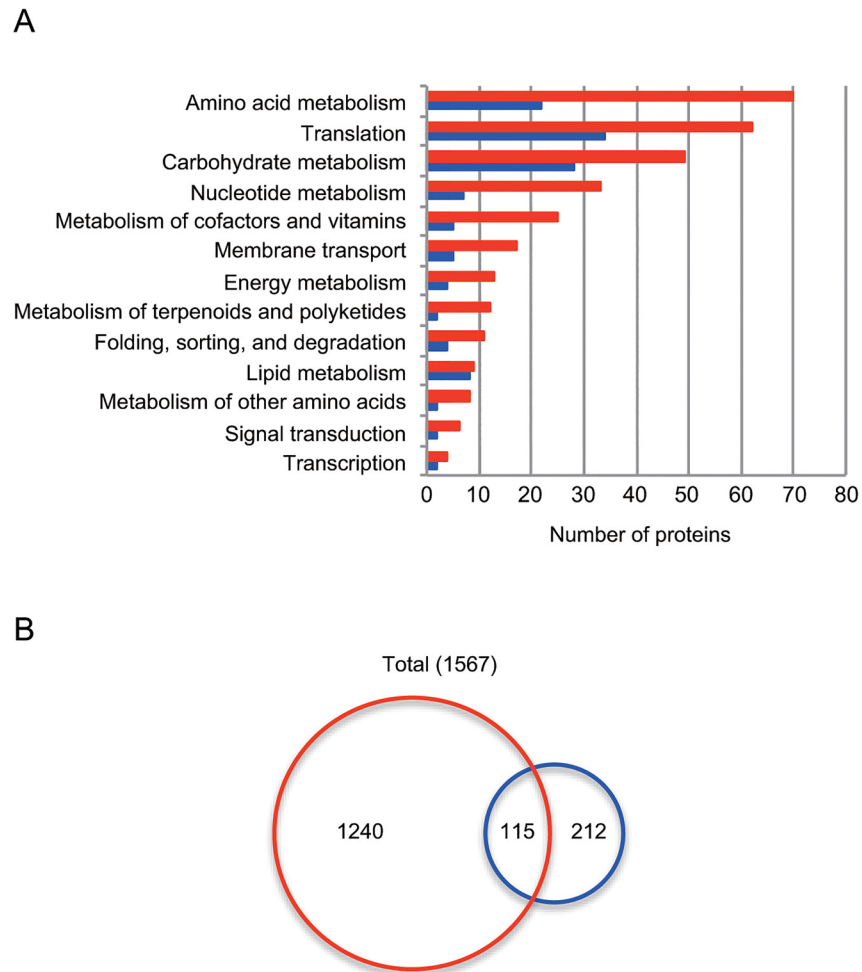 A
Amino acid metabolism
Translation
Carbohydrate metabolism
Nucleotide metabolism
Metabolism of cofactors and vitamins
Membrane transport
Energy metabolism
Metabolism of terpenoids and polyketides
Folding, sorting, and degradation
Lipid metabolism
Metabolism of other amino acids
Signal transduction
Transcription
0 10 20 30 40 50 60 70 80
Number of proteins
B
Total (1567)
1240 115 212